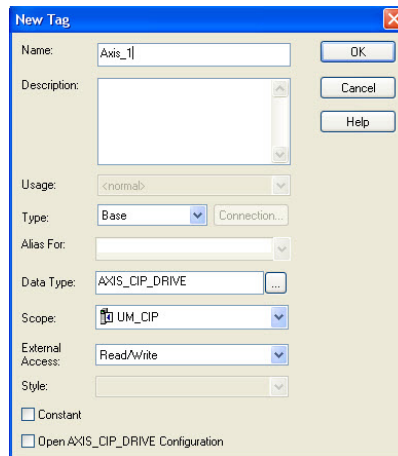 New Tag
Name:
Axis_1
OK
Description:
Cancel
Help
Usage:
<normal>
Type:
Base
Connection...
Alias For:
Data Type:
AXIS_CIP_DRIVE
...
Scope:
UM_CIP
External
Access:
Read/Write
Style:
Constant
Open AXIS_CIP_DRIVE Configuration